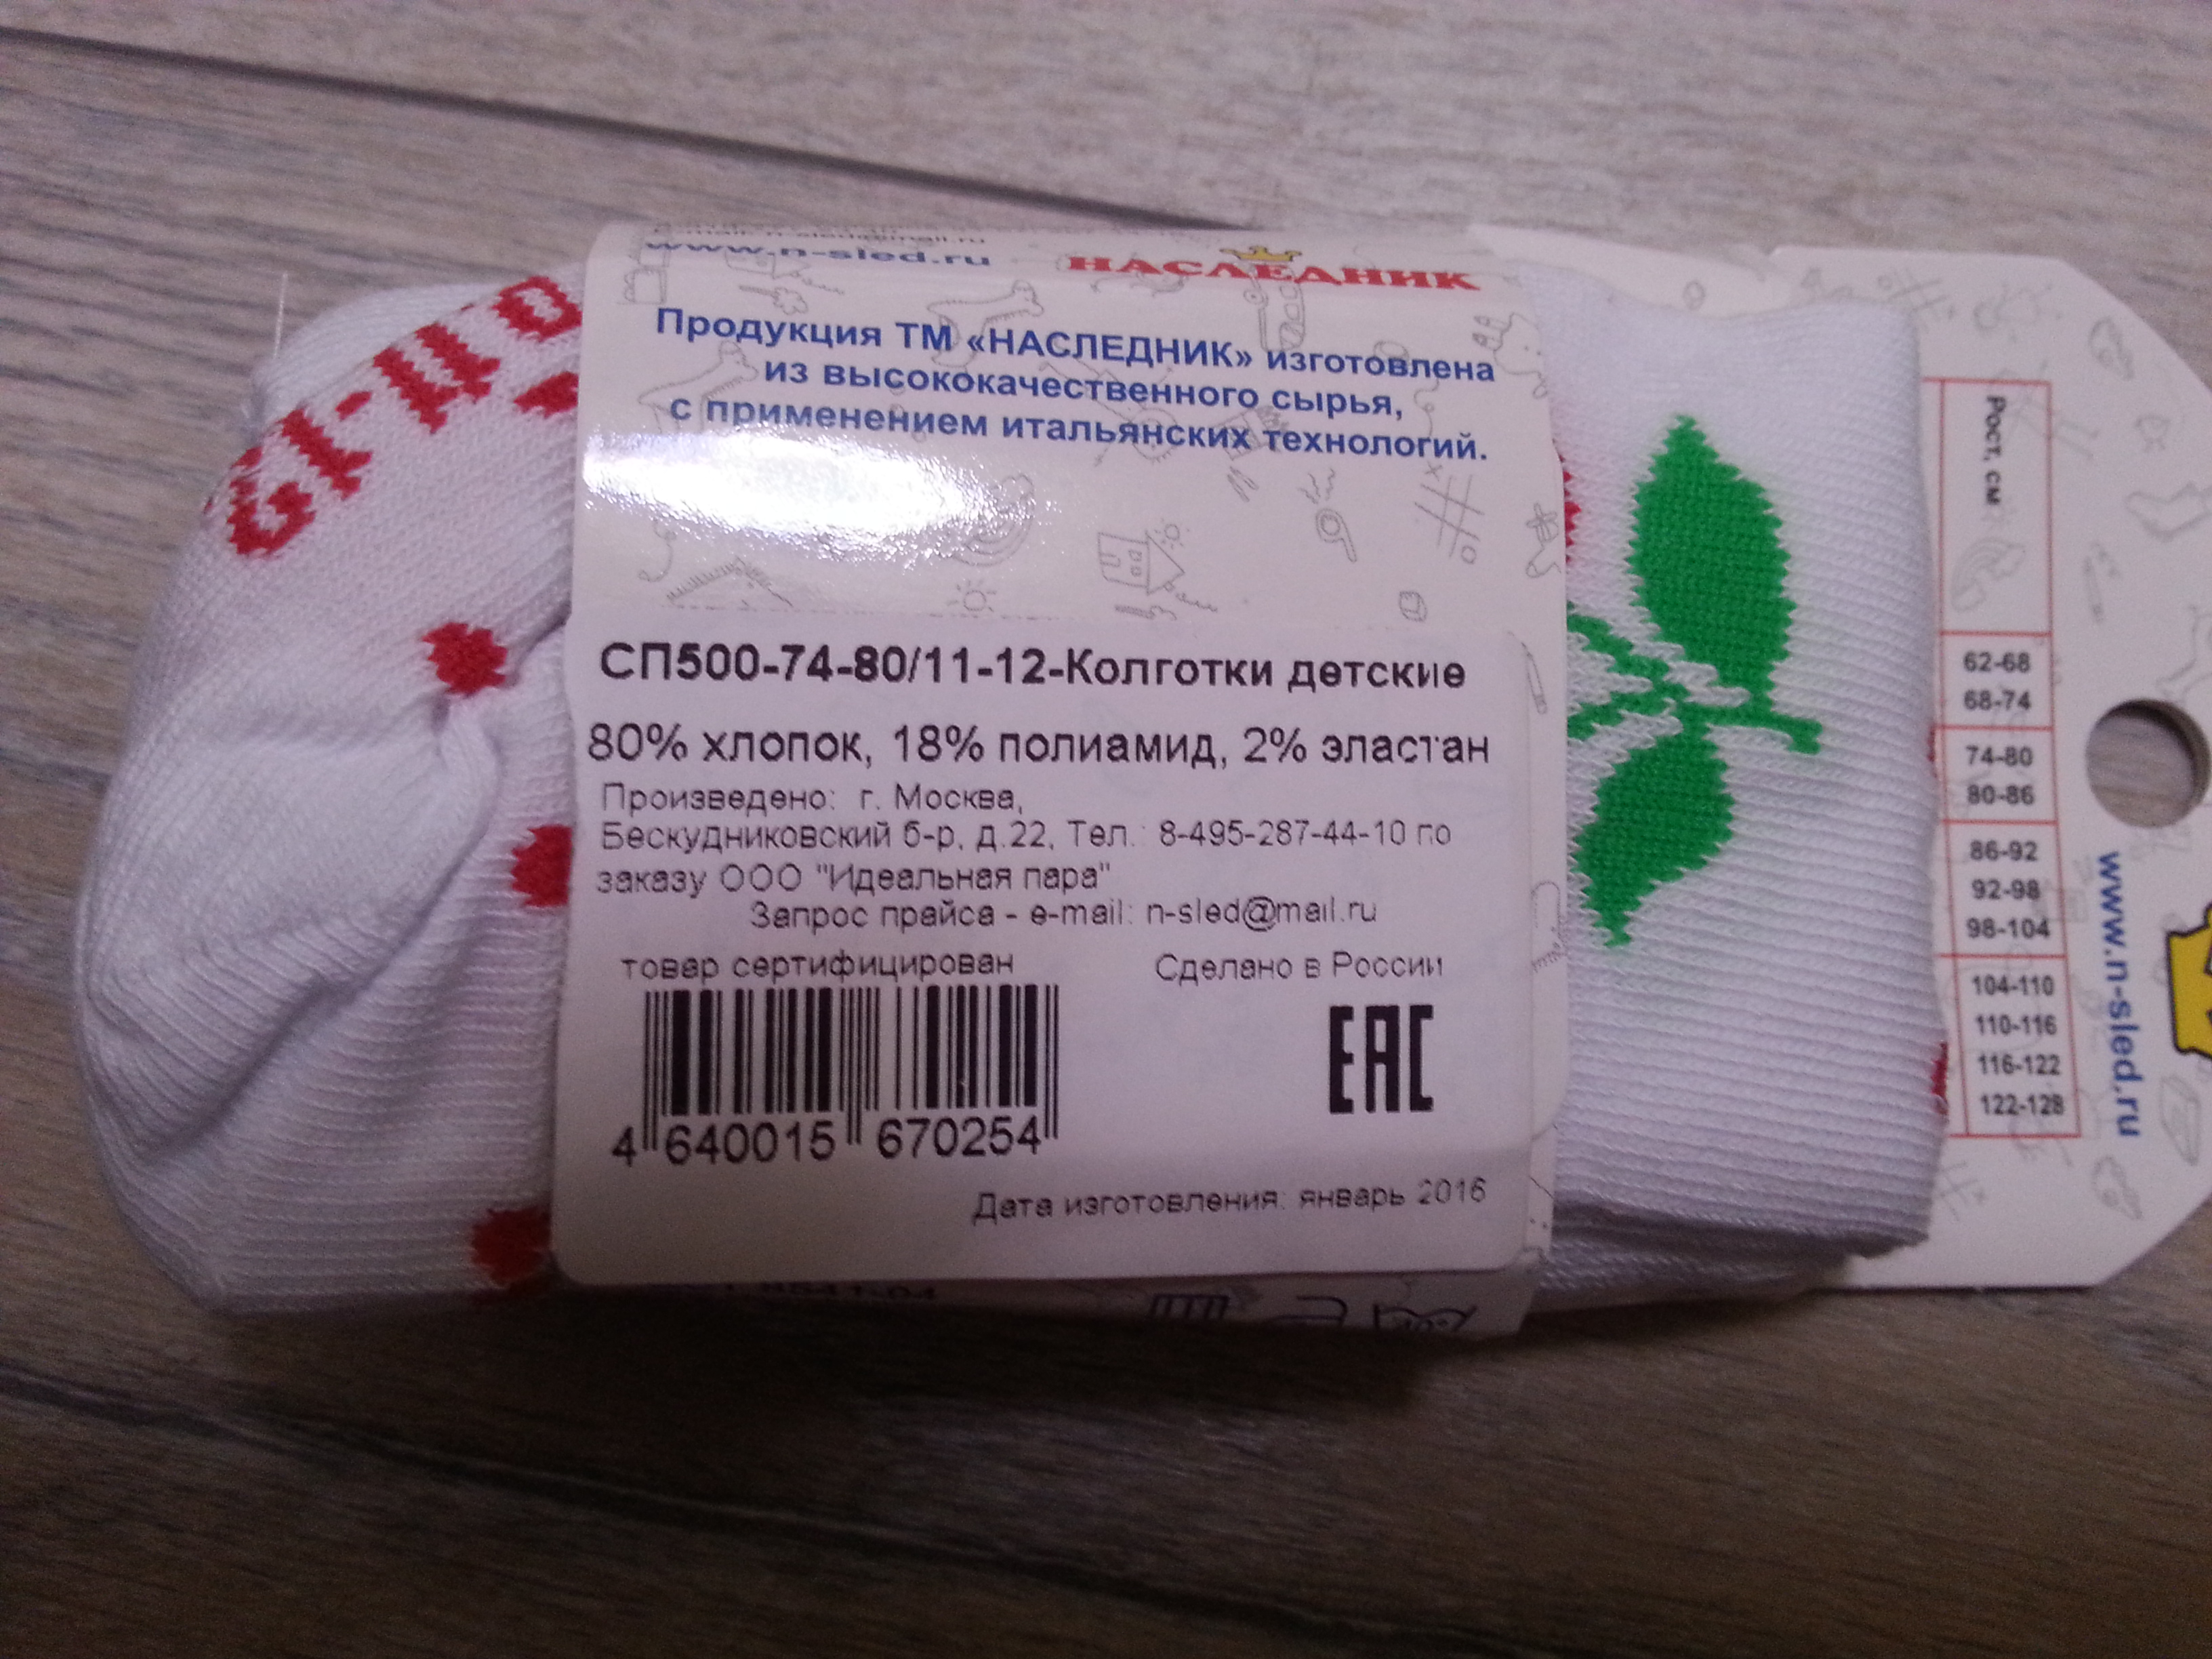 www.n-sled.ru
НАСЛЕДНИК
Продукция ТМ «НАСЛЕДНИК» изготовлена
из высококачественного сырья,
с применением итальянских технологий.
СП500-74-80/11-12-Колготки детские
80% хлопок, 18% полиамид, 2% эластан
Произведено: г. Москва,
Бескудниковский б-р, д.22, Тел.: 8-495-287-44-10 по
заказу ООО "Идеальная пара"
Запрос прайса - e-mail: n-sled@mail.ru
товар сертифицирован
Сделано в России
EAC
4 640015 670254
Дата изготовления: январь 2016
Рост, см
62-68
68-74
74-80
80-86
86-92
92-98
98-104
104-110
110-116
116-122
122-128
www.n-sled.ru
11-12